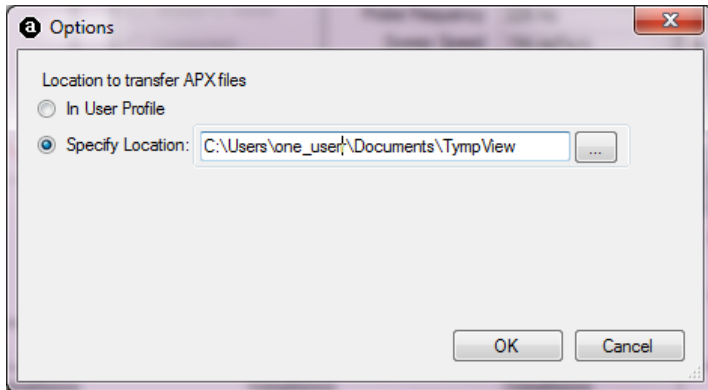 Options
Location to transfer APX files
In User Profile
Specify Location: C:\Users\one_user\Documents\TympView ...
OK Cancel